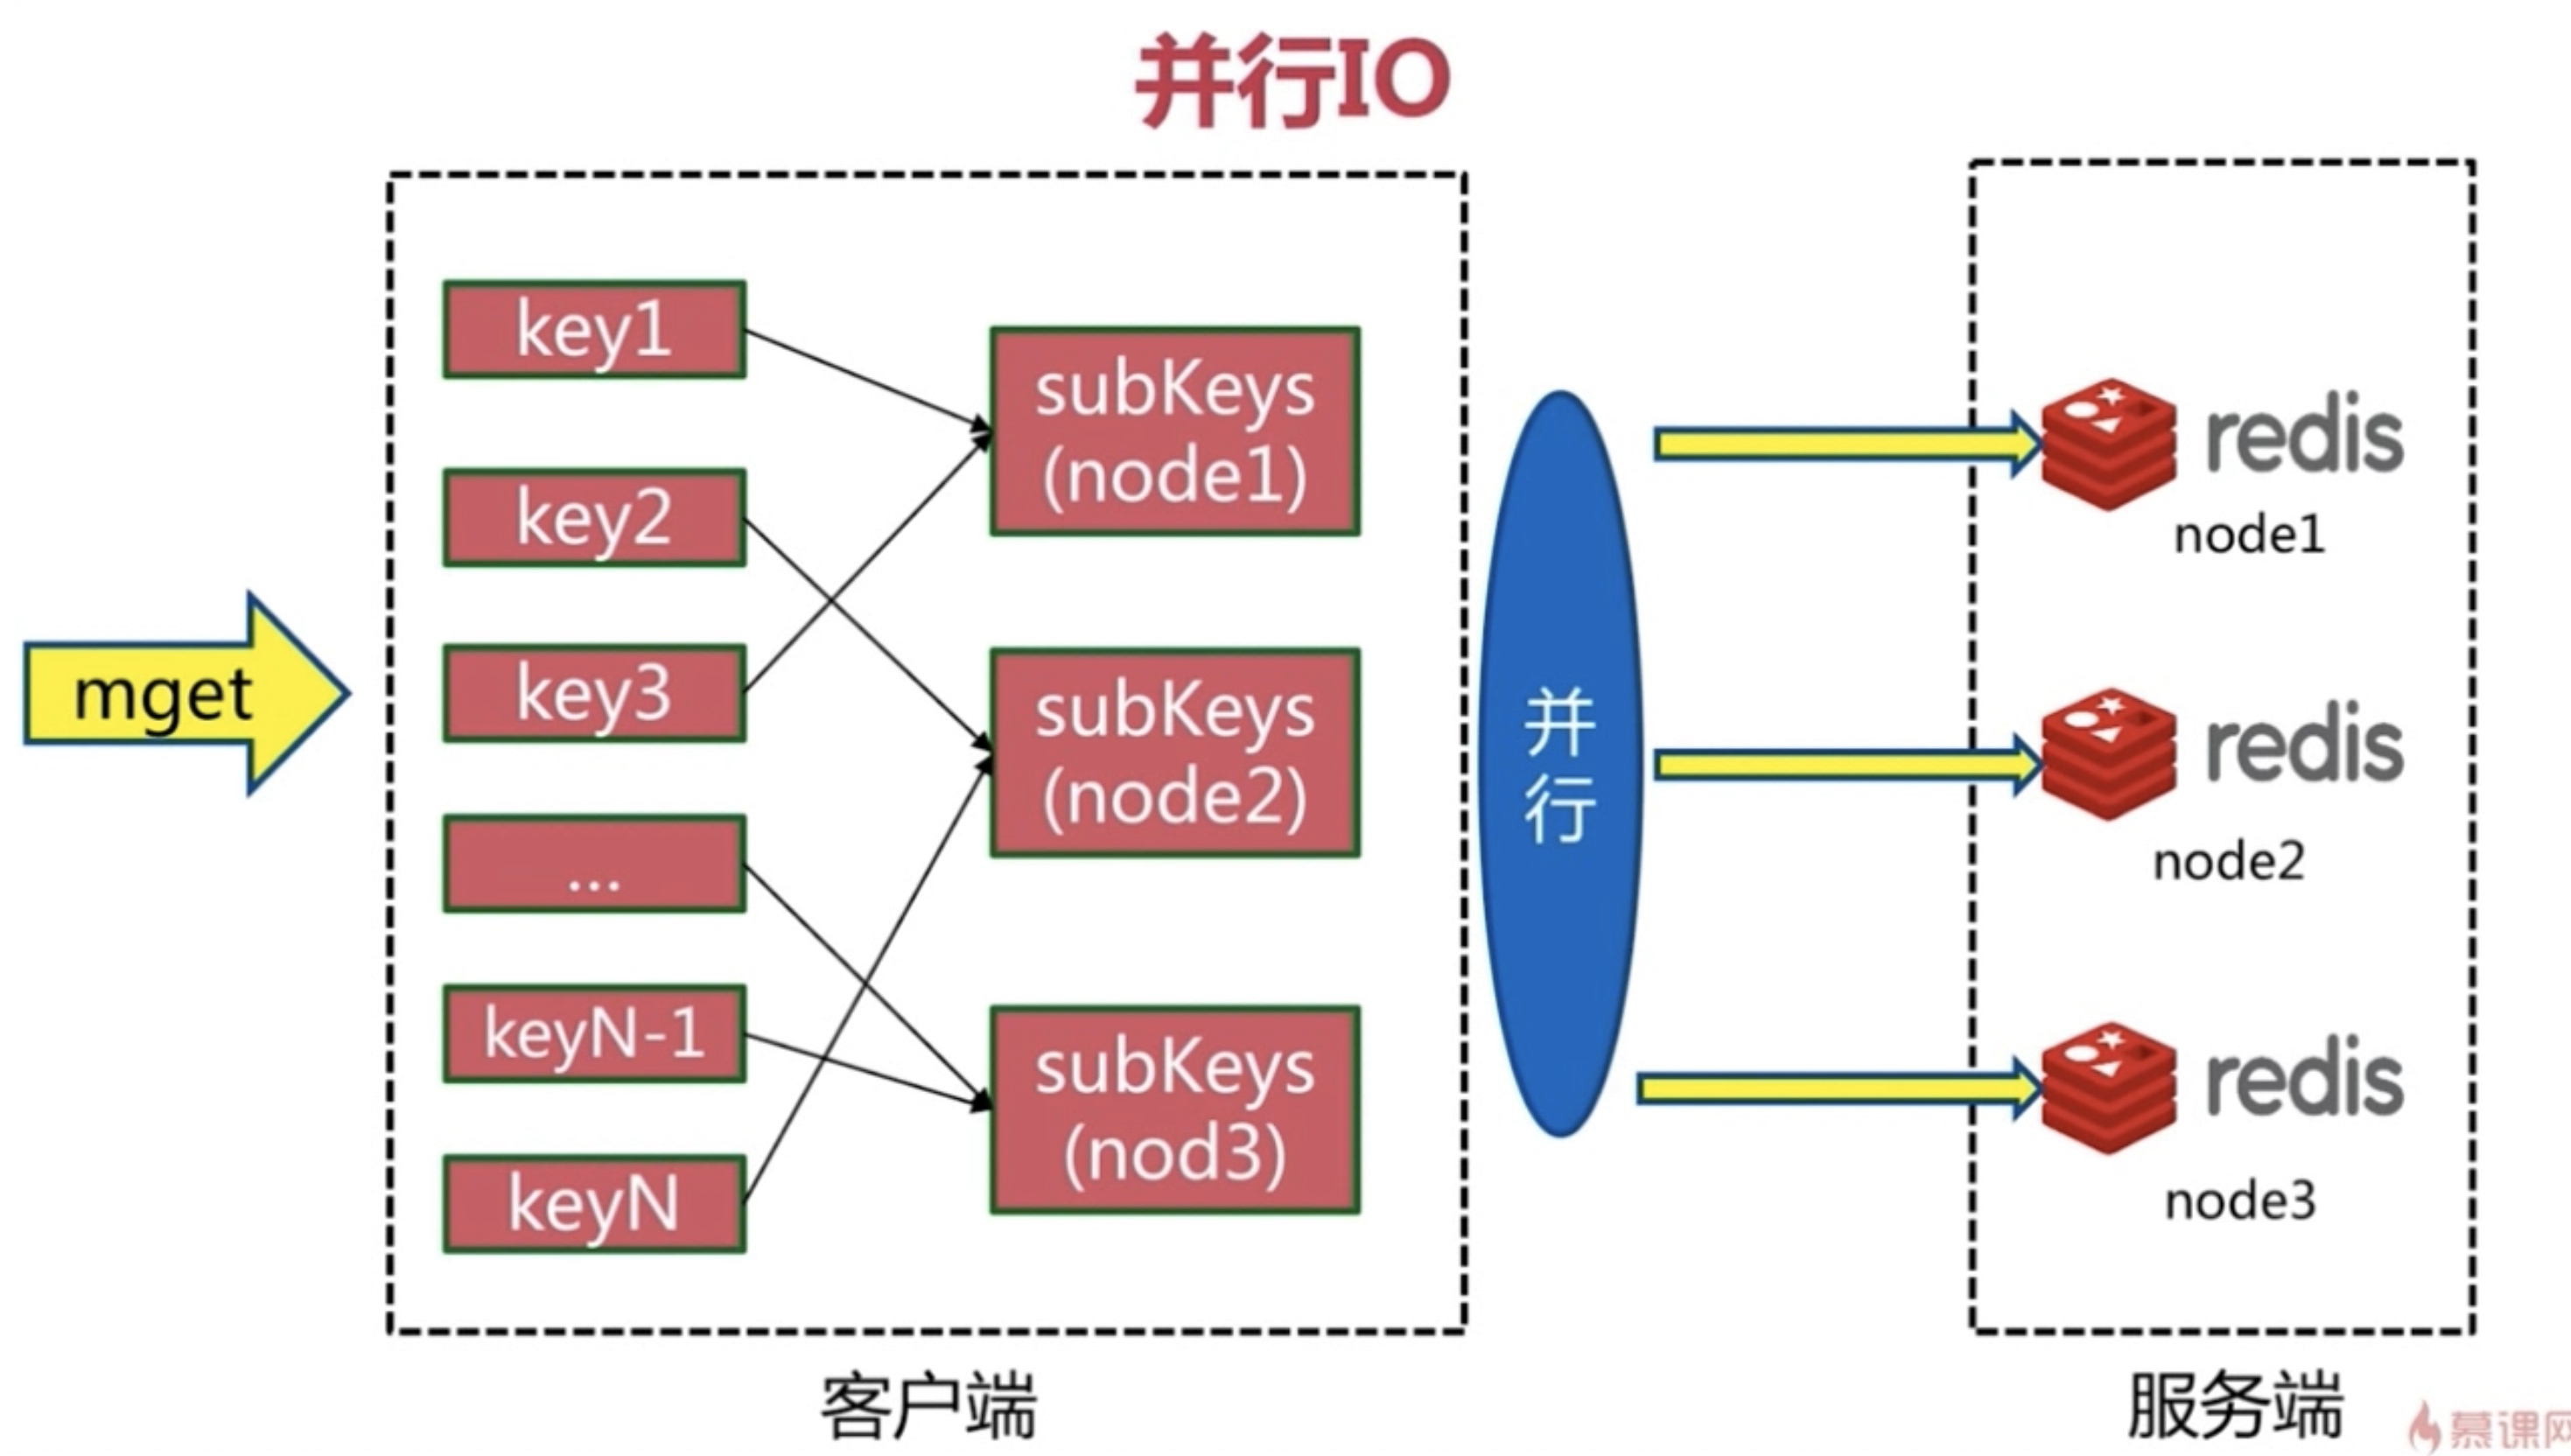 并行IO
mget
key1
key2
key3
...
keyN-1
keyN
subKeys
(node1)
subKeys
(node2)
subKeys
(nod3)
并
行
redis
node1
redis
node2
redis
node3
客户端
服务端
慕课网